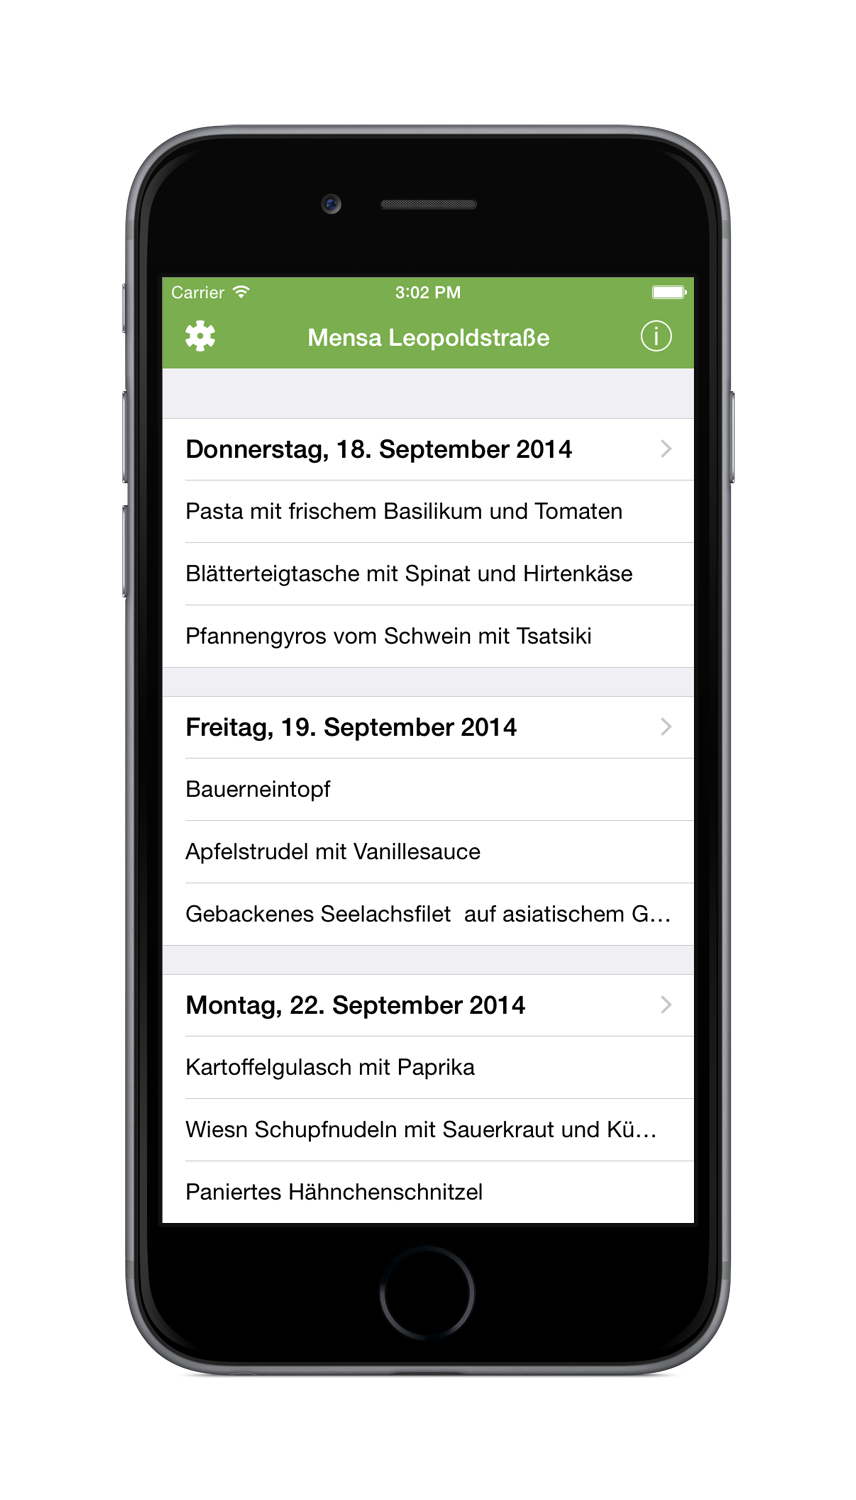 Carrier 3:02 PM
Mensa Leopoldstraße
Donnerstag, 18. September 2014
Pasta mit frischem Basilikum und Tomaten
Blätterteigtasche mit Spinat und Hirtenkäse
Pfannengyros vom Schwein mit Tsatsiki
Freitag, 19. September 2014
Bauerneintopf
Apfelstrudel mit Vanillesauce
Gebackenes Seelachsfilet  auf asiatischem G…
Montag, 22. September 2014
Kartoffelgulasch mit Paprika
Wiesn Schupfnudeln mit Sauerkraut und Kü…
Paniertes Hähnchenschnitzel